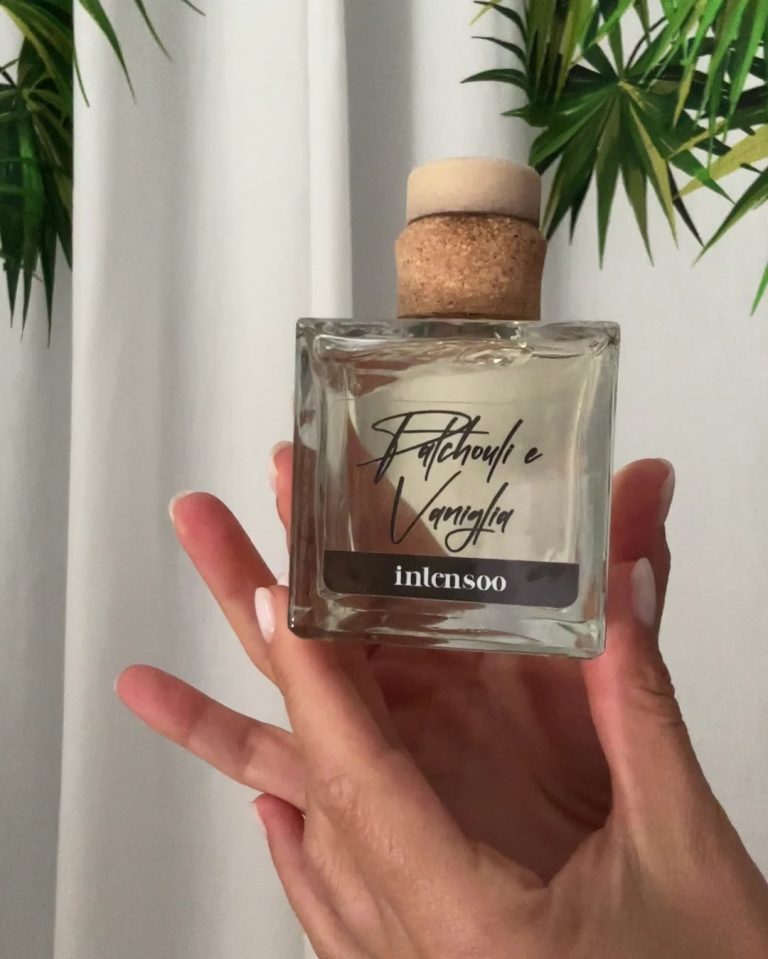 Patchouli e
Vaniglia
intensoo